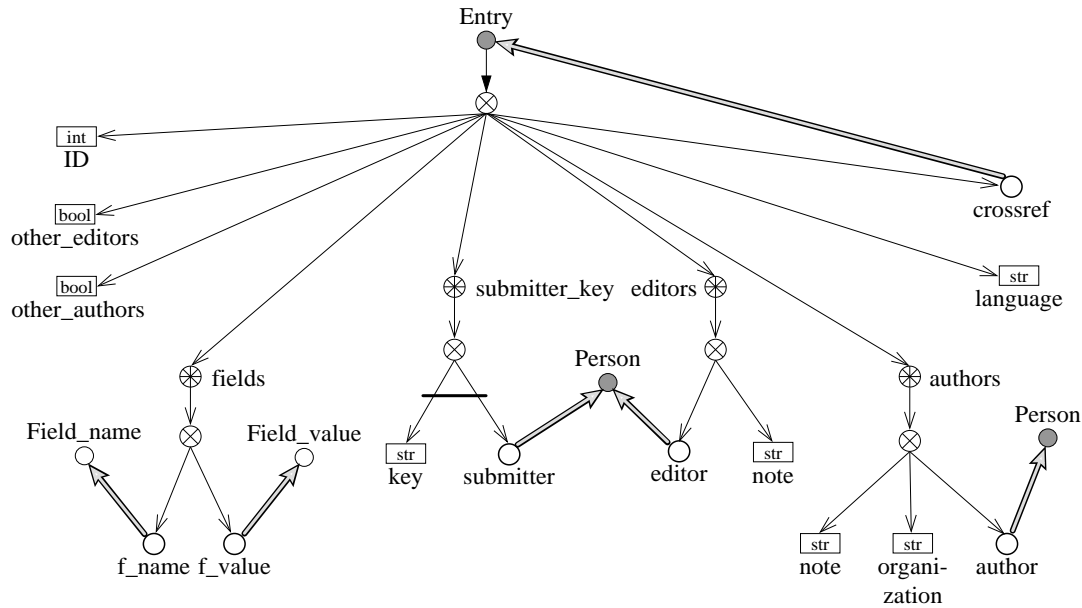 Entry
int
ID
bool
other_editors
crossref
bool
other_authors
submitter_key
editors
str
language
fields
Person
authors
Field_name
Field_value
Person
str
key
submitter
editor
str
note
f_name
f_value
str
note
str
organi-
zation
author